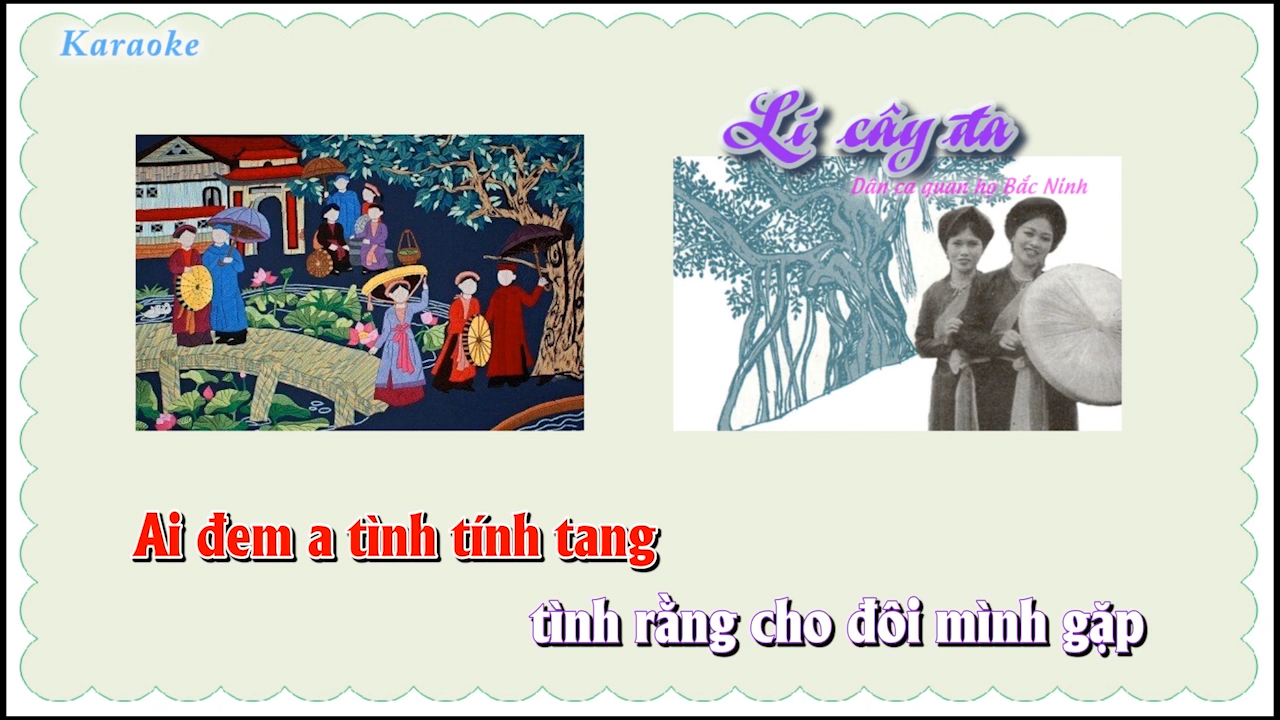 Karaoke
Lí cây đa
Dân ca quan họ Bắc Ninh
Ai đem a tình tính tang
tình rằng cho đôi mình gặp